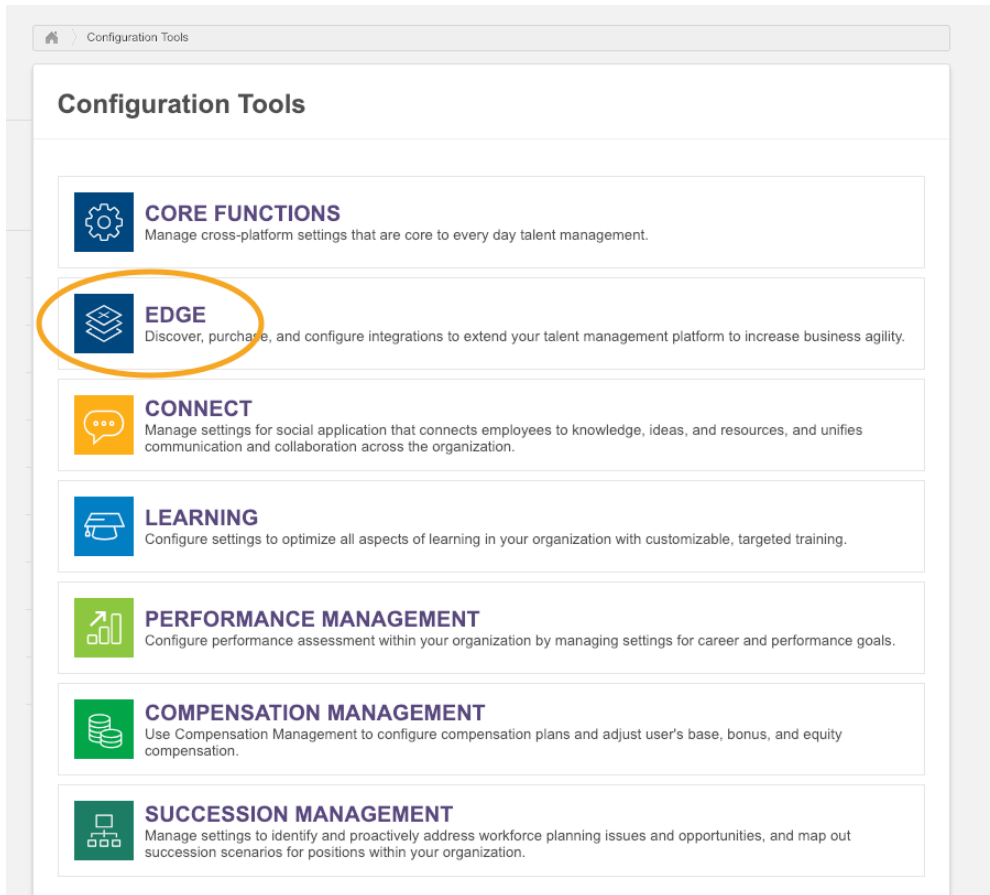 Configuration Tools
Configuration Tools
CORE FUNCTIONS
Manage cross-platform settings that are core to every day talent management.
EDGE
Discover, purchase, and configure integrations to extend your talent management platform to increase business agility.
CONNECT
Manage settings for social application that connects employees to knowledge, ideas, and resources, and unifies
communication and collaboration across the organization.
LEARNING
Configure settings to optimize all aspects of learning in your organization with customizable, targeted training.
PERFORMANCE MANAGEMENT
Configure performance assessment within your organization by managing settings for career and performance goals.
COMPENSATION MANAGEMENT
Use Compensation Management to configure compensation plans and adjust user's base, bonus, and equity
compensation.
SUCCESSION MANAGEMENT
Manage settings to identify and proactively address workforce planning issues and opportunities, and map out
succession scenarios for positions within your organization.